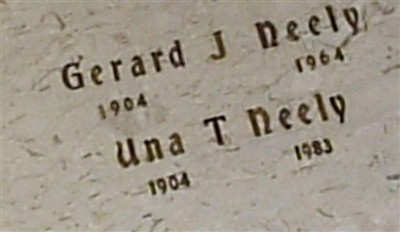 Gerard J Neely
1904 1964
Una T Neely
1904 1983